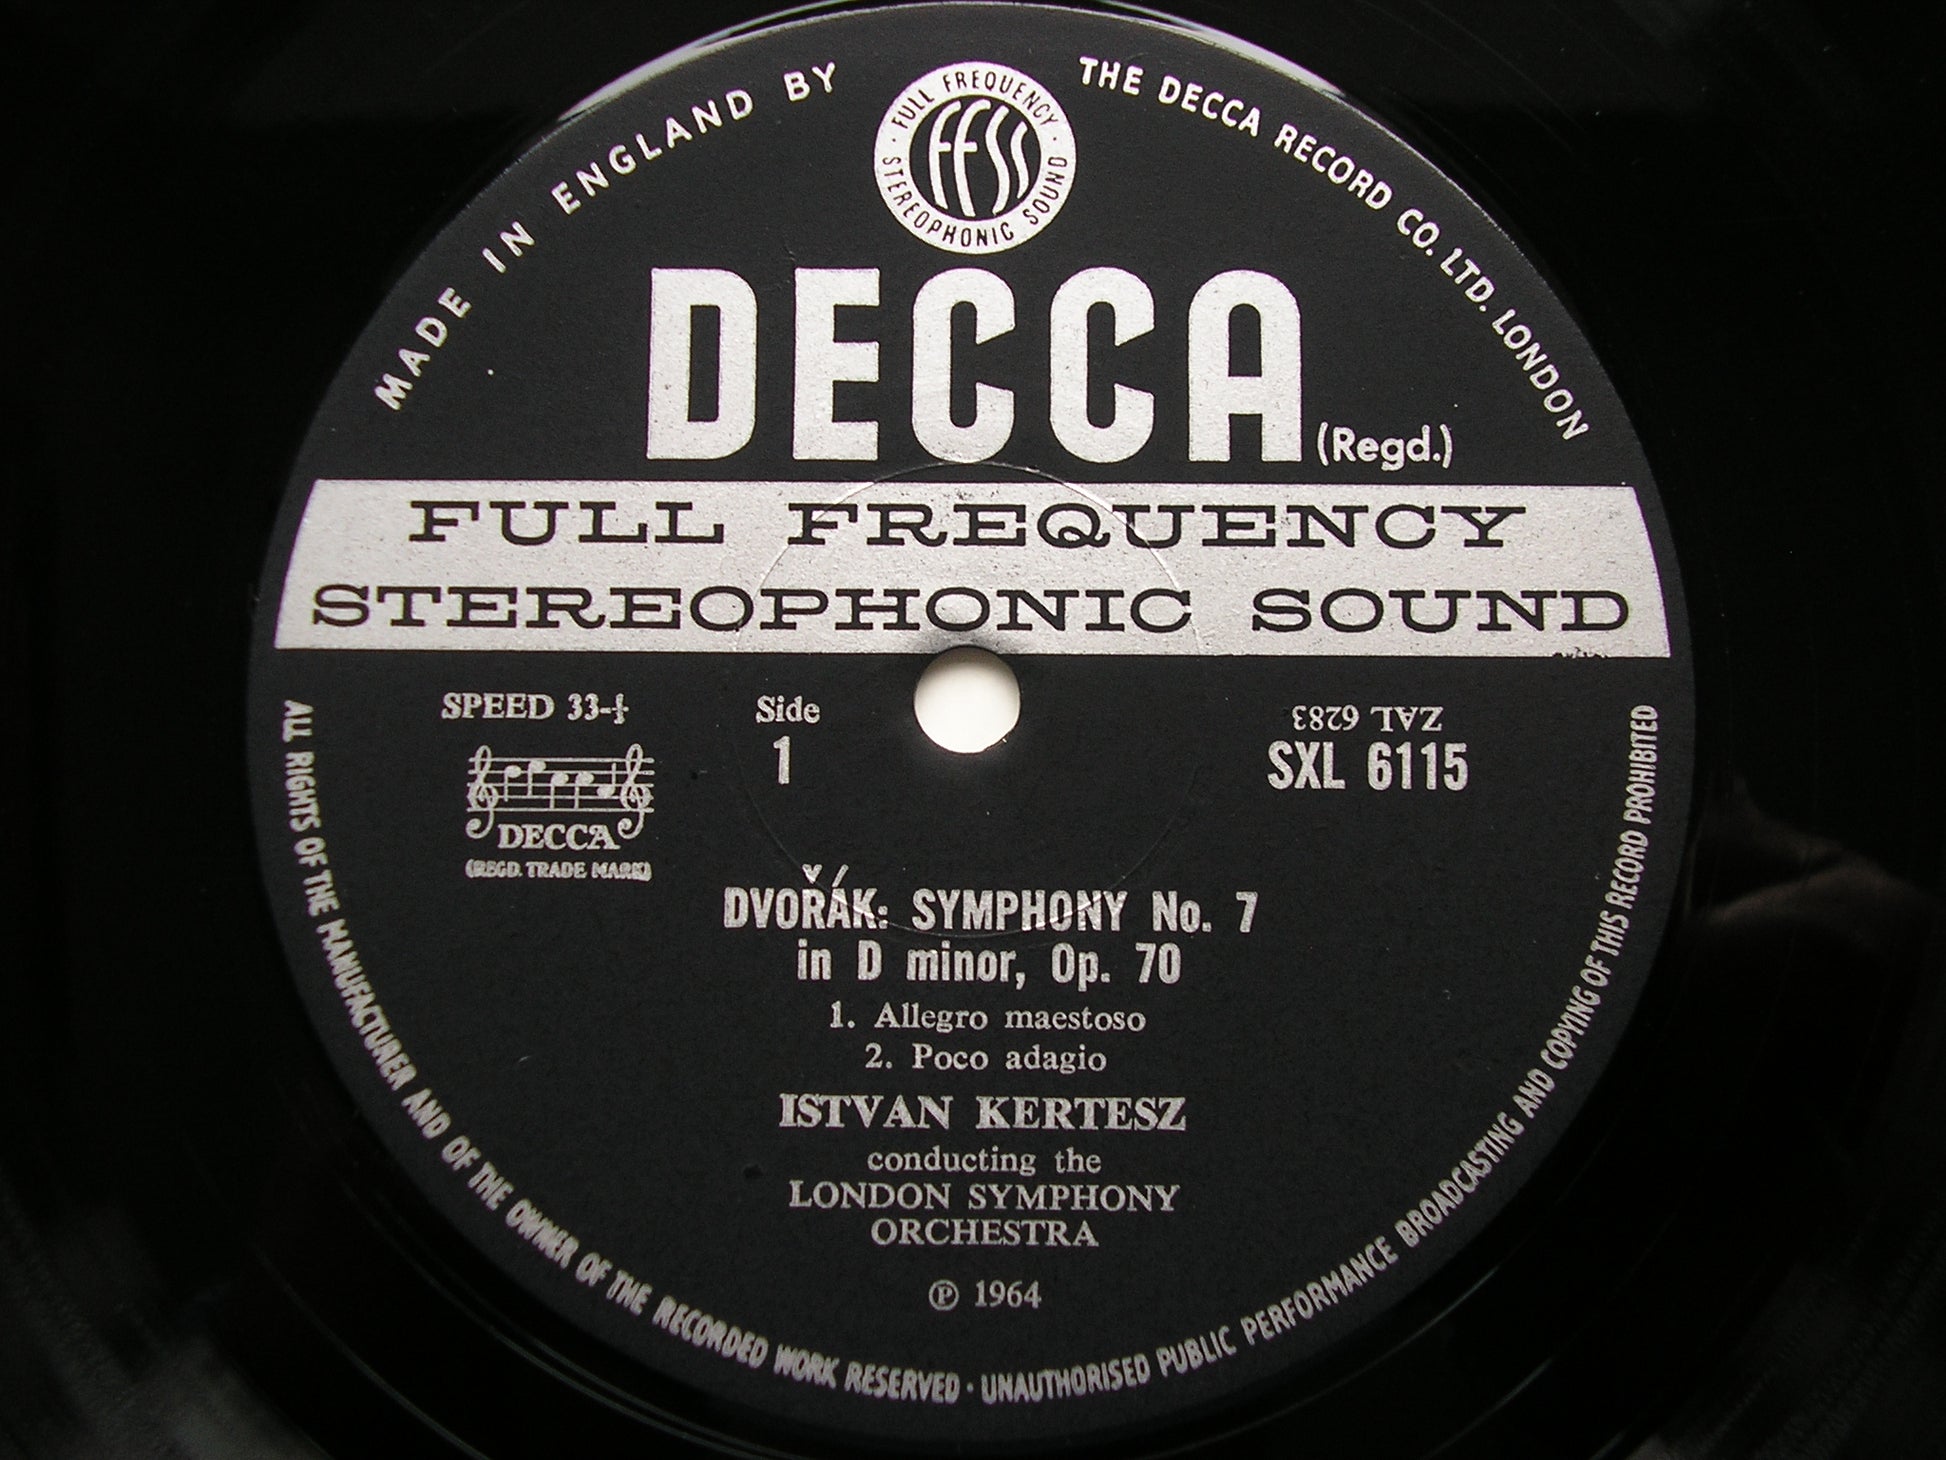 MADE IN ENGLAND BY
THE DECCA RECORD CO. LTD. LONDON
FULL FREQUENCY
FFSS
STEREOPHONIC SOUND
DECCA (Regd.)
FULL FREQUENCY
STEREOPHONIC SOUND
SPEED 33-⅓
Side
1
ZAL 6283
SXL 6115
DECCA
(REGD. TRADE MARK)
DVOŘÁK: SYMPHONY No. 7
in D minor, Op. 70
1. Allegro maestoso
2. Poco adagio
ISTVAN KERTESZ
conducting the
LONDON SYMPHONY
ORCHESTRA
℗ 1964
ALL RIGHTS OF THE MANUFACTURER AND OF THE OWNER OF THE RECORDED WORK RESERVED · UNAUTHORISED PUBLIC PERFORMANCE BROADCASTING AND COPYING OF THIS RECORD PROHIBITED